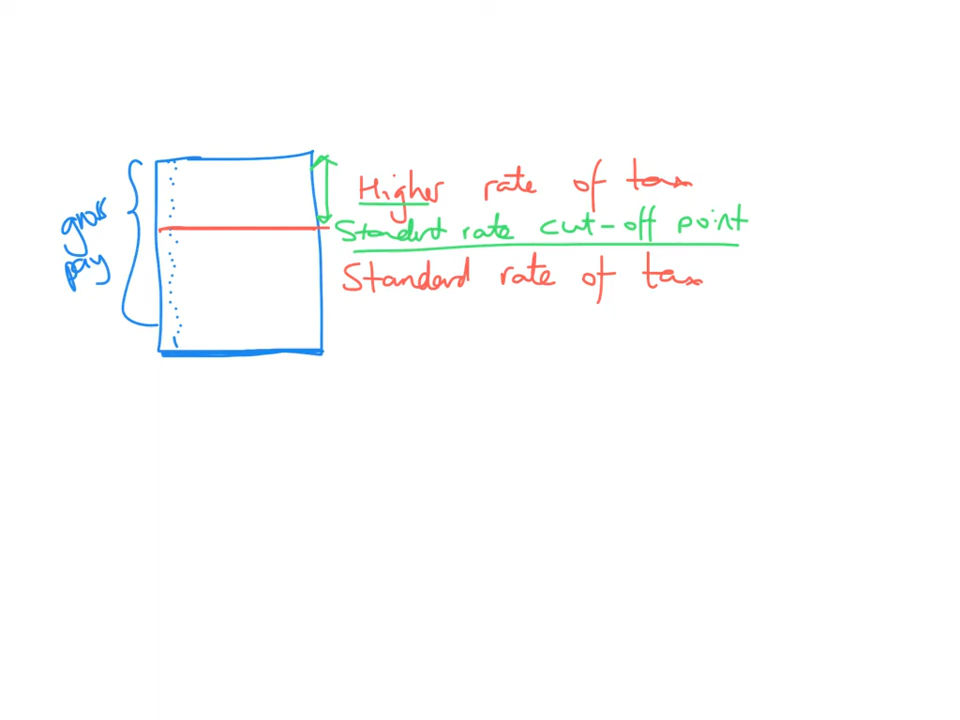 gross
pay
Higher rate of tax
Standard rate cut-off point
Standard rate of tax